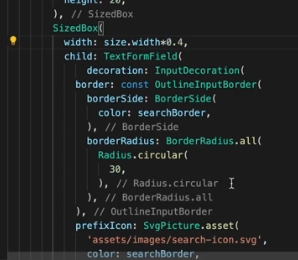 height: 20,
), // SizedBox
SizedBox(
width: size.width*0.4,
child: TextFormField(
decoration: InputDecoration(
border: const OutlineInputBorder(
borderSide: BorderSide(
color: searchBorder,
), // BorderSide
borderRadius: BorderRadius.all(
Radius.circular(
30,
), // Radius.circular
), // BorderRadius.all
), // OutlineInputBorder
prefixIcon: SvgPicture.asset(
'assets/images/search-icon.svg',
color: searchBorder,